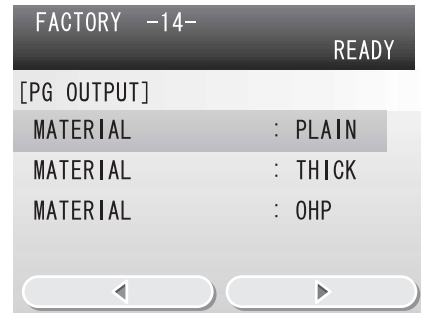 FACTORY -14-
READY
[PG OUTPUT]
MATERIAL : PLAIN
MATERIAL : THICK
MATERIAL : OHP